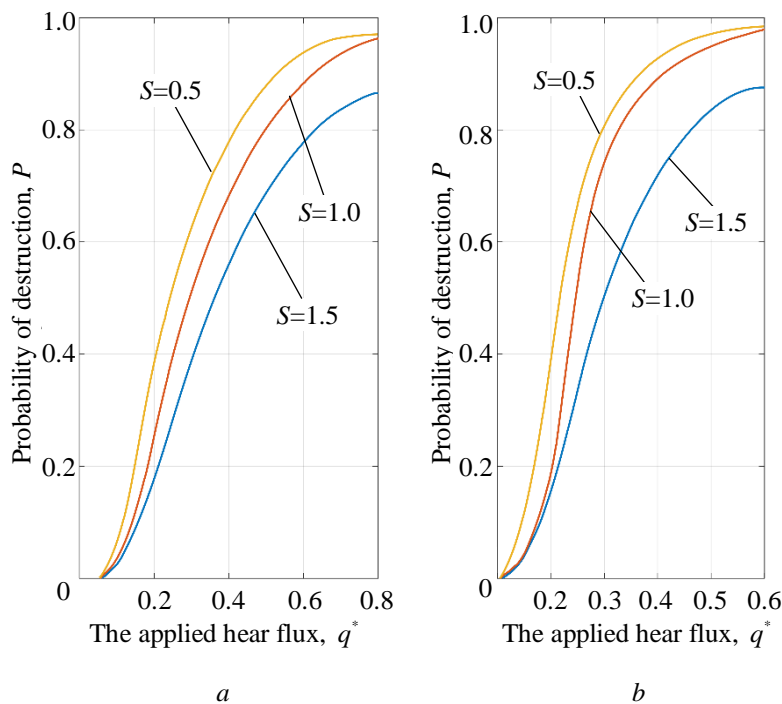 1.0
0.8
0.6
0.4
0.2
0
Probability of destruction, P
S=0.5
S=1.0
S=1.5
0.2 0.4 0.6 0.8
The applied hear flux, q*
a
1.0
0.8
0.6
0.4
0.2
0
Probability of destruction, P
S=0.5
S=1.5
S=1.0
0.2 0.3 0.4 0.5 0.6
The applied hear flux, q*
b